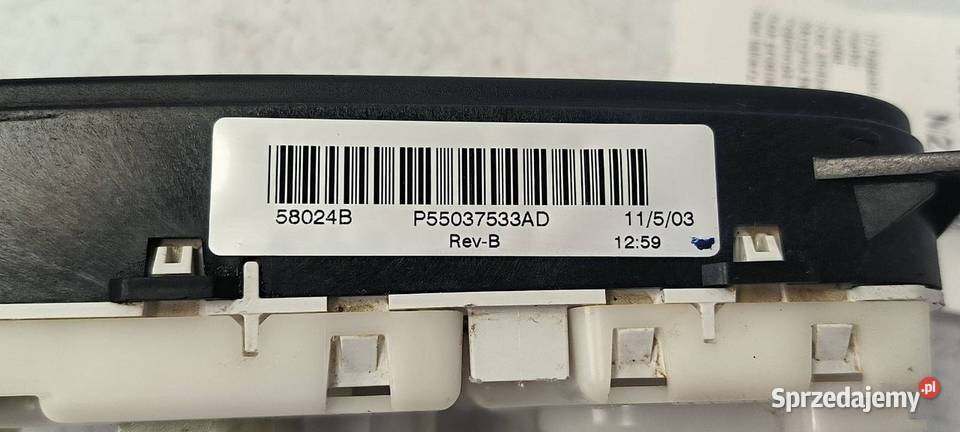 58024B P55037533AD 11/5/03
Rev-B 12:59
Sprzedajemy.pl